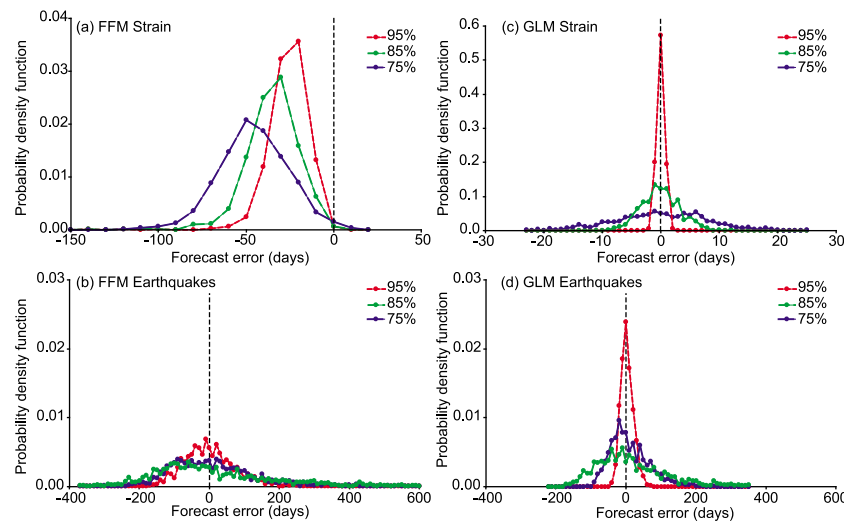 (a) FFM Strain
95%
85%
75%
Probability density function
0.04
0.03
0.02
0.01
0.00
-150 -100 -50 0 50
Forecast error (days)
(c) GLM Strain
95%
85%
75%
Probability density function
0.6
0.5
0.4
0.3
0.2
0.1
0.00
-30 -20 -10 0 10 20 30
Forecast error (days)
(b) FFM Earthquakes
95%
85%
75%
Probability density function
0.03
0.02
0.01
0.00
-400 -200 0 200 400 600
Forecast error (days)
(d) GLM Earthquakes
95%
85%
75%
Probability density function
0.03
0.02
0.01
0.00
-400 -200 0 200 400 600
Forecast error (days)